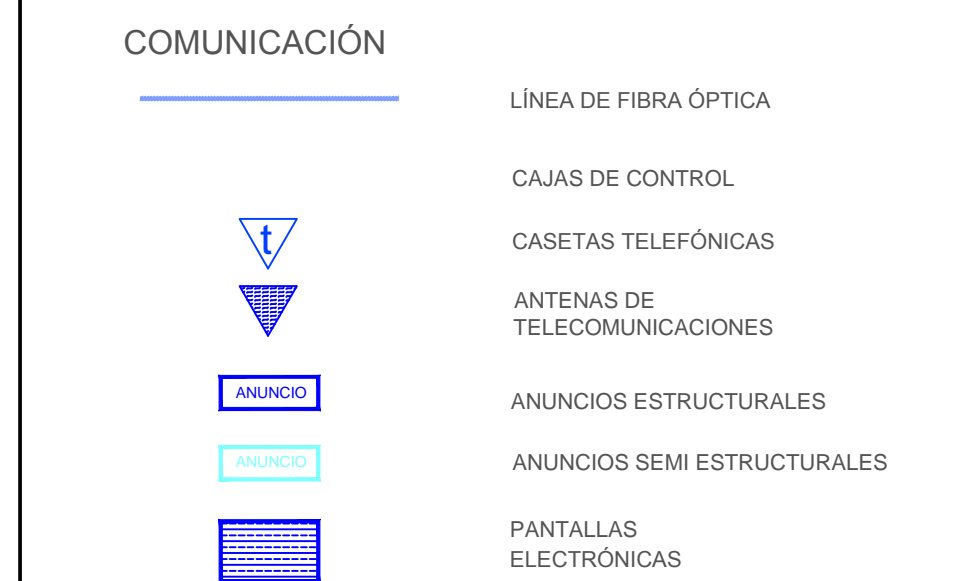 COMUNICACIÓN
LÍNEA DE FIBRA ÓPTICA
CAJAS DE CONTROL
t
CASETAS TELEFÓNICAS
ANTENAS DE
TELECOMUNICACIONES
ANUNCIO
ANUNCIOS ESTRUCTURALES
ANUNCIO
ANUNCIOS SEMI ESTRUCTURALES
PANTALLAS
ELECTRÓNICAS